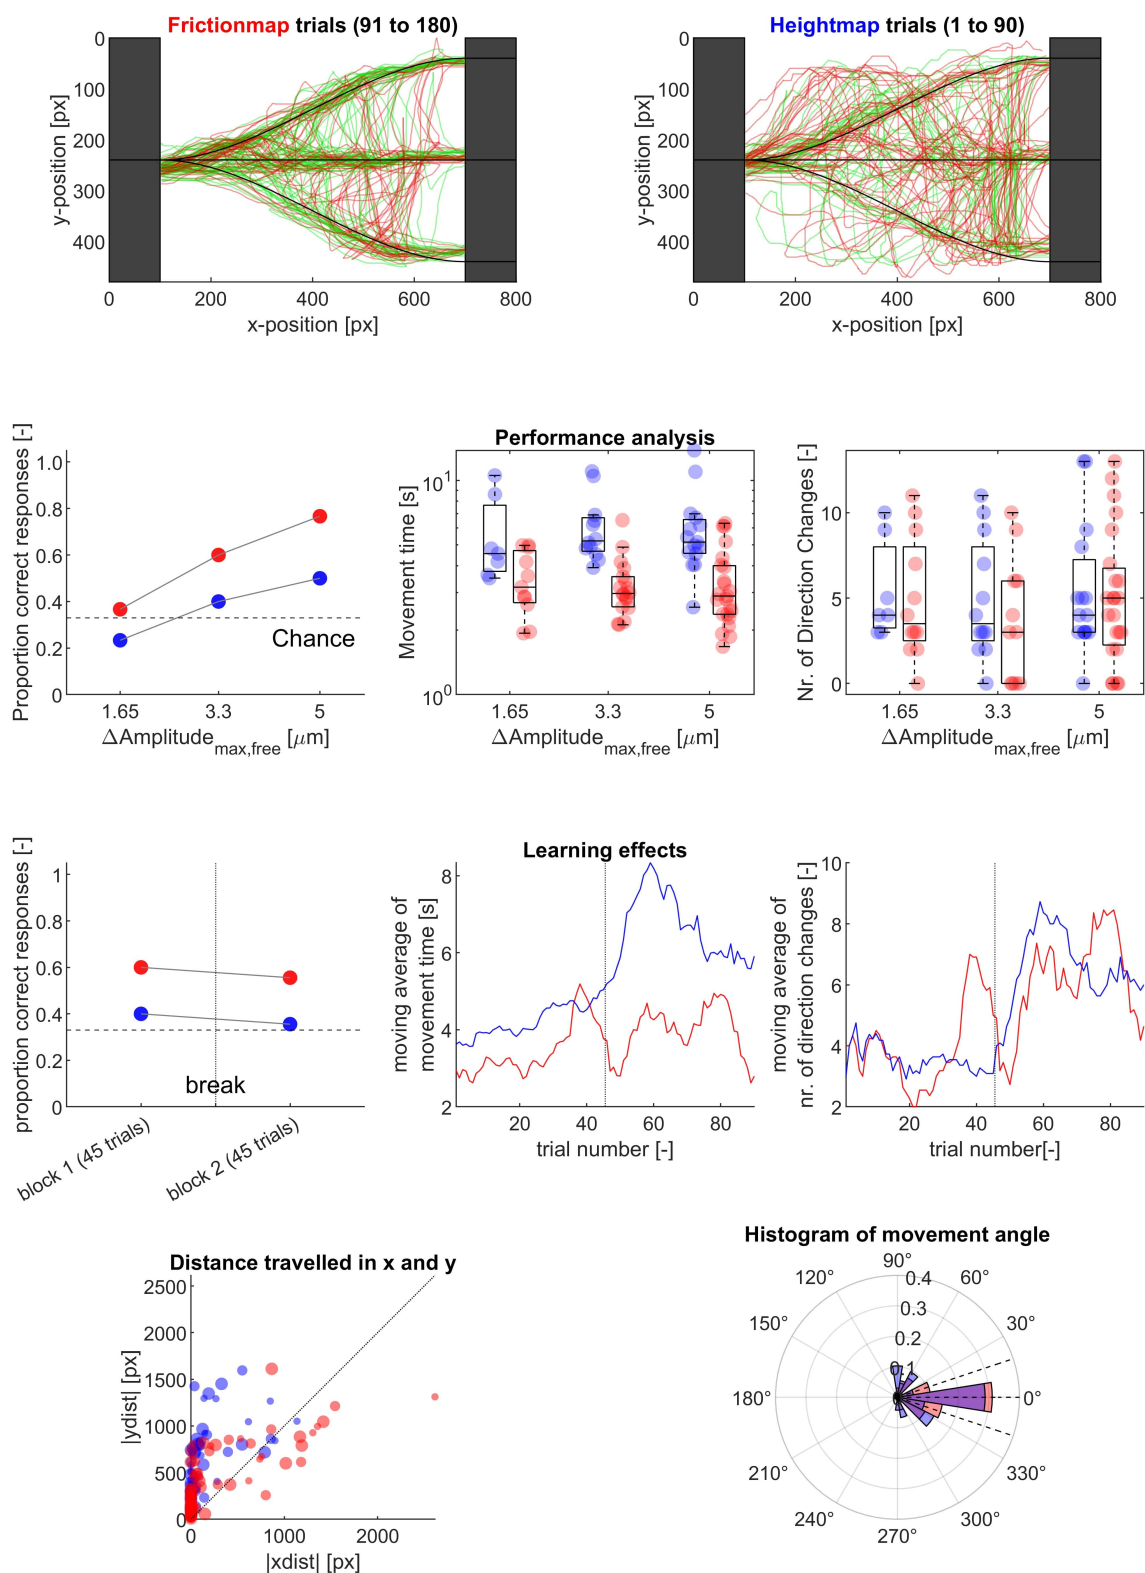 Frictionmap trials (91 to 180)
0
100
200
300
400
y-position [px]
0 200 400 600 800
x-position [px]
Heightmap trials (1 to 90)
0
100
200
300
400
y-position [px]
0 200 400 600 800
x-position [px]
Proportion correct responses [-]
1.0
0.8
0.6
0.4
0.2
0
Chance
1.65 3.3 5
ΔAmplitude_max,free [μm]
Performance analysis
Movement time [s]
10^1
10^0
1.65 3.3 5
ΔAmplitude_max,free [μm]
Nr. of Direction Changes [-]
10
5
0
1.65 3.3 5
ΔAmplitude_max,free [μm]
proportion correct responses [-]
1
0.8
0.6
0.4
0.2
0
break
block 1 (45 trials)
block 2 (45 trials)
Learning effects
moving average of
movement time [s]
8
6
4
2
20 40 60 80
trial number [-]
moving average of
nr. of direction changes [-]
10
8
6
4
2
20 40 60 80
trial number[-]
Distance travelled in x and y
|ydist| [px]
2500
2000
1500
1000
500
0
0 1000 2000
|xdist| [px]
Histogram of movement angle
90°
120° 60°
150° 30°
180° 0°
210° 330°
240° 300°
270°
0.4
0.3
0.2
0.1
0